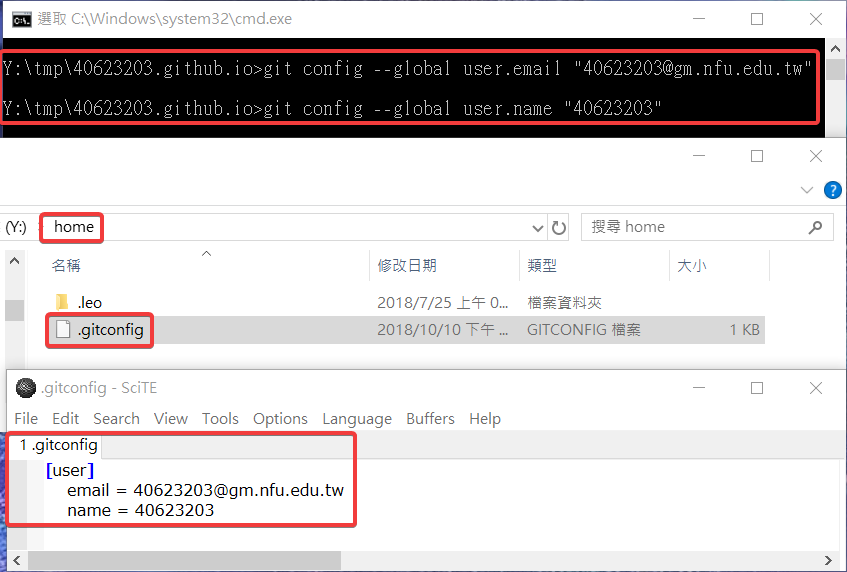 選取 C:\Windows\system32\cmd.exe
Y:\tmp\40623203.github.io>git config --global user.email "40623203@gm.nfu.edu.tw"
Y:\tmp\40623203.github.io>git config --global user.name "40623203"
?
(Y:) home 搜尋 home
名稱 修改日期 類型 大小
.leo 2018/7/25 上午 0... 檔案資料夾
.gitconfig 2018/10/10 下午 ... GITCONFIG 檔案 1 KB
.gitconfig - SciTE
File Edit Search View Tools Options Language Buffers Help
1 .gitconfig
[user]
email = 40623203@gm.nfu.edu.tw
name = 40623203